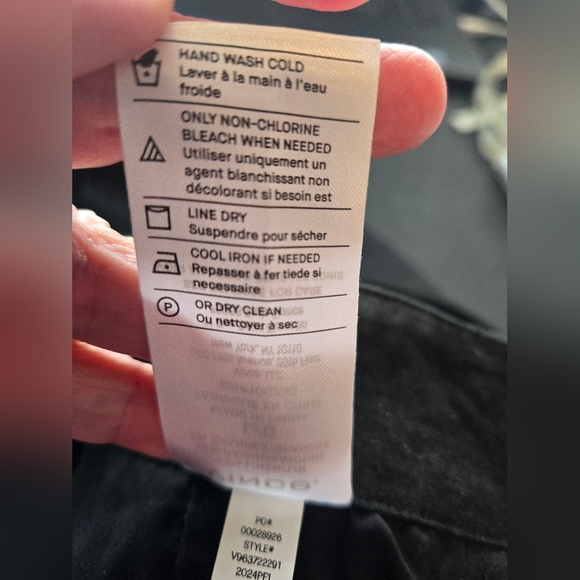 HAND WASH COLD
Laver à la main à l'eau
froide
ONLY NON-CHLORINE
BLEACH WHEN NEEDED
Utiliser uniquement un
agent blanchissant non
décolorant si besoin est
LINE DRY
Suspendre pour sécher
COOL IRON IF NEEDED
Repasser à fer tiede si
necessaire
P
OR DRY CLEAN
Ou nettoyer à sec
PO#
00028926
STYLE#
V963722291
2024PF1